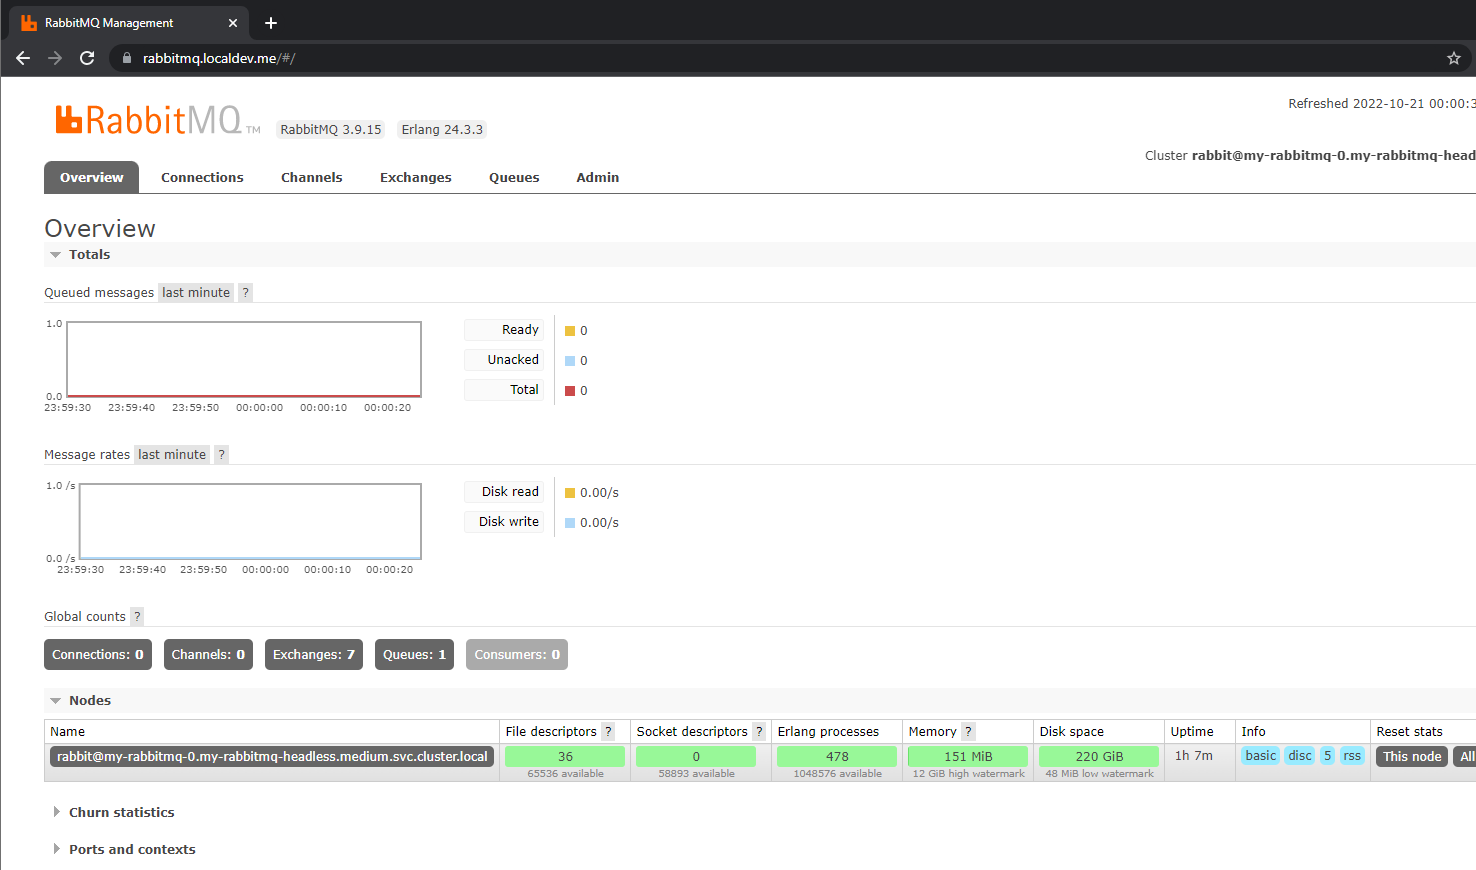 RabbitMQ Management
rabbitmq.localdev.me/#/
Refreshed 2022-10-21 00:00:3
RabbitMQ TM RabbitMQ 3.9.15 Erlang 24.3.3
Cluster rabbit@my-rabbitmq-0.my-rabbitmq-head
Overview Connections Channels Exchanges Queues Admin
Overview
Totals
Queued messages last minute ?
1.0
0.0
23:59:30 23:59:40 23:59:50 00:00:00 00:00:10 00:00:20
Ready 0
Unacked 0
Total 0
Message rates last minute ?
1.0 /s
0.0 /s
23:59:30 23:59:40 23:59:50 00:00:00 00:00:10 00:00:20
Disk read 0.00/s
Disk write 0.00/s
Global counts ?
Connections: 0 Channels: 0 Exchanges: 7 Queues: 1 Consumers: 0
Nodes
Name File descriptors ? Socket descriptors ? Erlang processes Memory ? Disk space Uptime Info Reset stats
rabbit@my-rabbitmq-0.my-rabbitmq-headless.medium.svc.cluster.local 36 0 478 151 MiB 220 GiB 1h 7m basic disc 5 rss This node All
65536 available 58893 available 1048576 available 12 GiB high watermark 48 MiB low watermark
Churn statistics
Ports and contexts